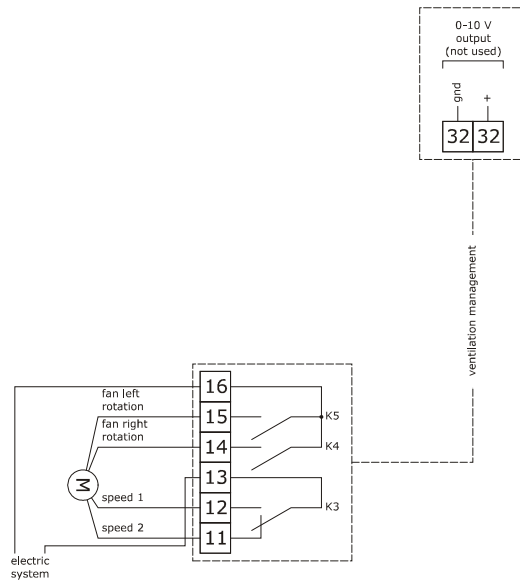 0-10 V
output
(not used)
gnd
+
32 32
ventilation management
16
fan left
rotation
15
K5
fan right
rotation
14
K4
13
M
speed 1
12
K3
speed 2
11
electric
system